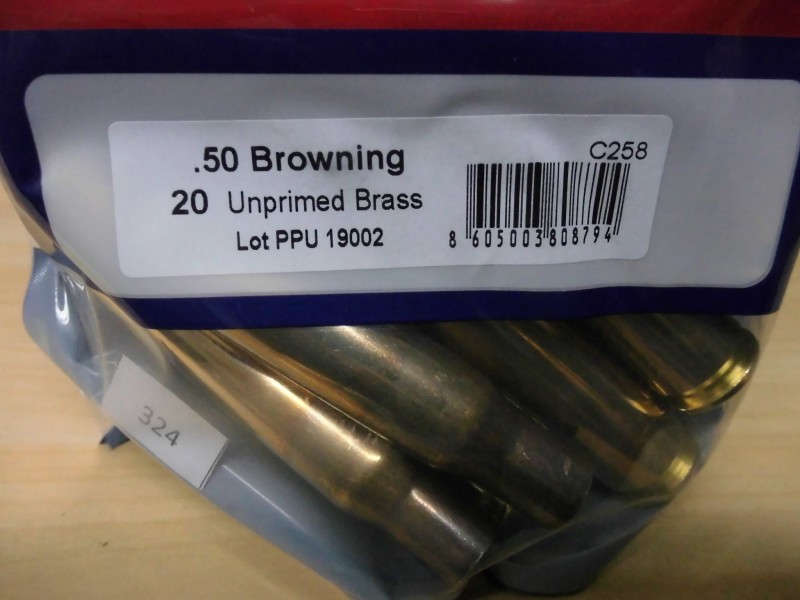 .50 Browning
C258
20 Unprimed Brass
Lot PPU 19002
8 605003 808794
324